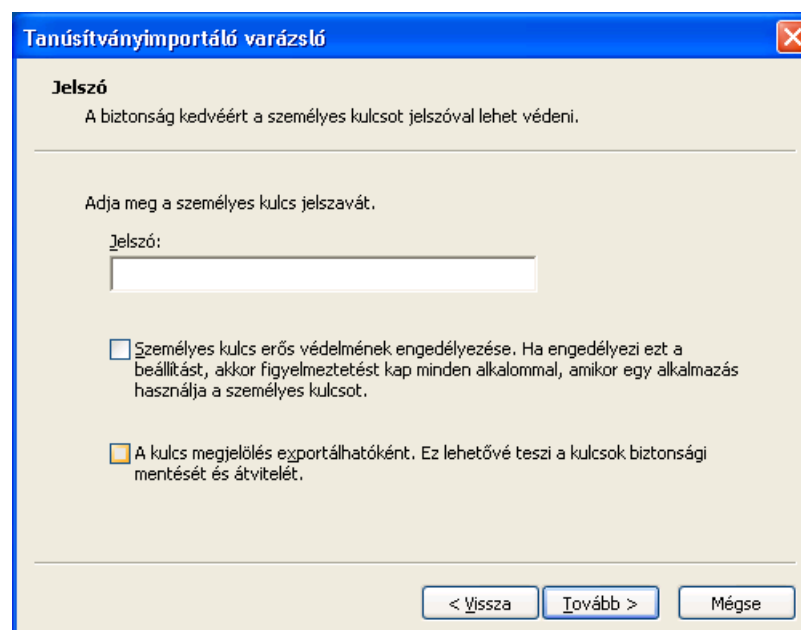 Tanúsítványimportáló varázsló
Jelszó
A biztonság kedvéért a személyes kulcsot jelszóval lehet védeni.
Adja meg a személyes kulcs jelszavát.
Jelszó:
Személyes kulcs erős védelmének engedélyezése. Ha engedélyezi ezt a
beállítást, akkor figyelmeztetést kap minden alkalommal, amikor egy alkalmazás
használja a személyes kulcsot.
A kulcs megjelölés exportálhatóként. Ez lehetővé teszi a kulcsok biztonsági
mentését és átvitelét.
< Vissza
Tovább >
Mégse